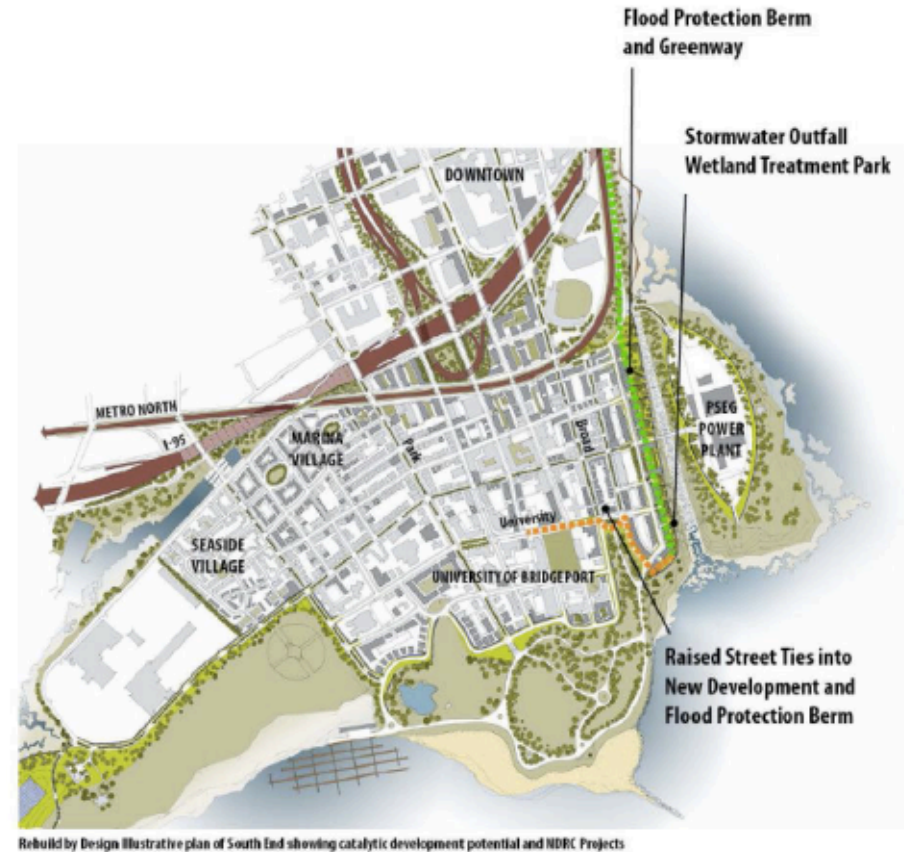 Flood Protection Berm
and Greenway
Stormwater Outfall
Wetland Treatment Park
DOWNTOWN
PSEG
POWER
PLANT
METRO NORTH
I-95
MARINA
VILLAGE
Park
Broad
University
SEASIDE
VILLAGE
UNIVERSITY OF BRIDGEPORT
Raised Street Ties into
New Development and
Flood Protection Berm
Rebuild by Design Illustrative plan of South End showing catalytic development potential and NDRC Projects